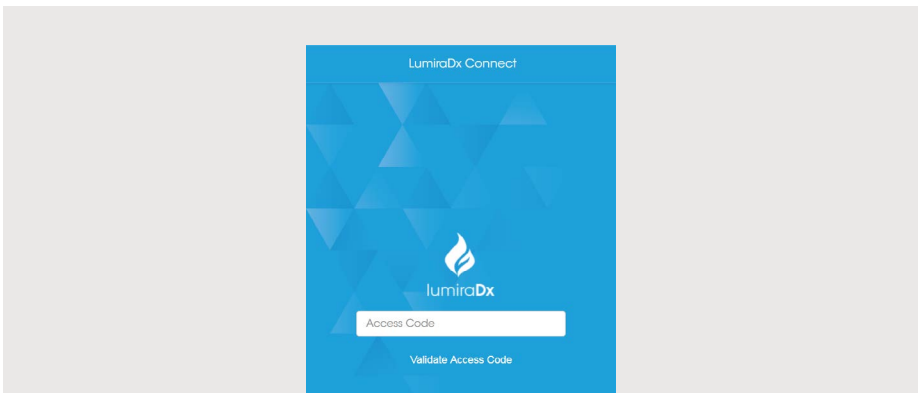 LumiraDx Connect
lumiraDx
Access Code
Validate Access Code